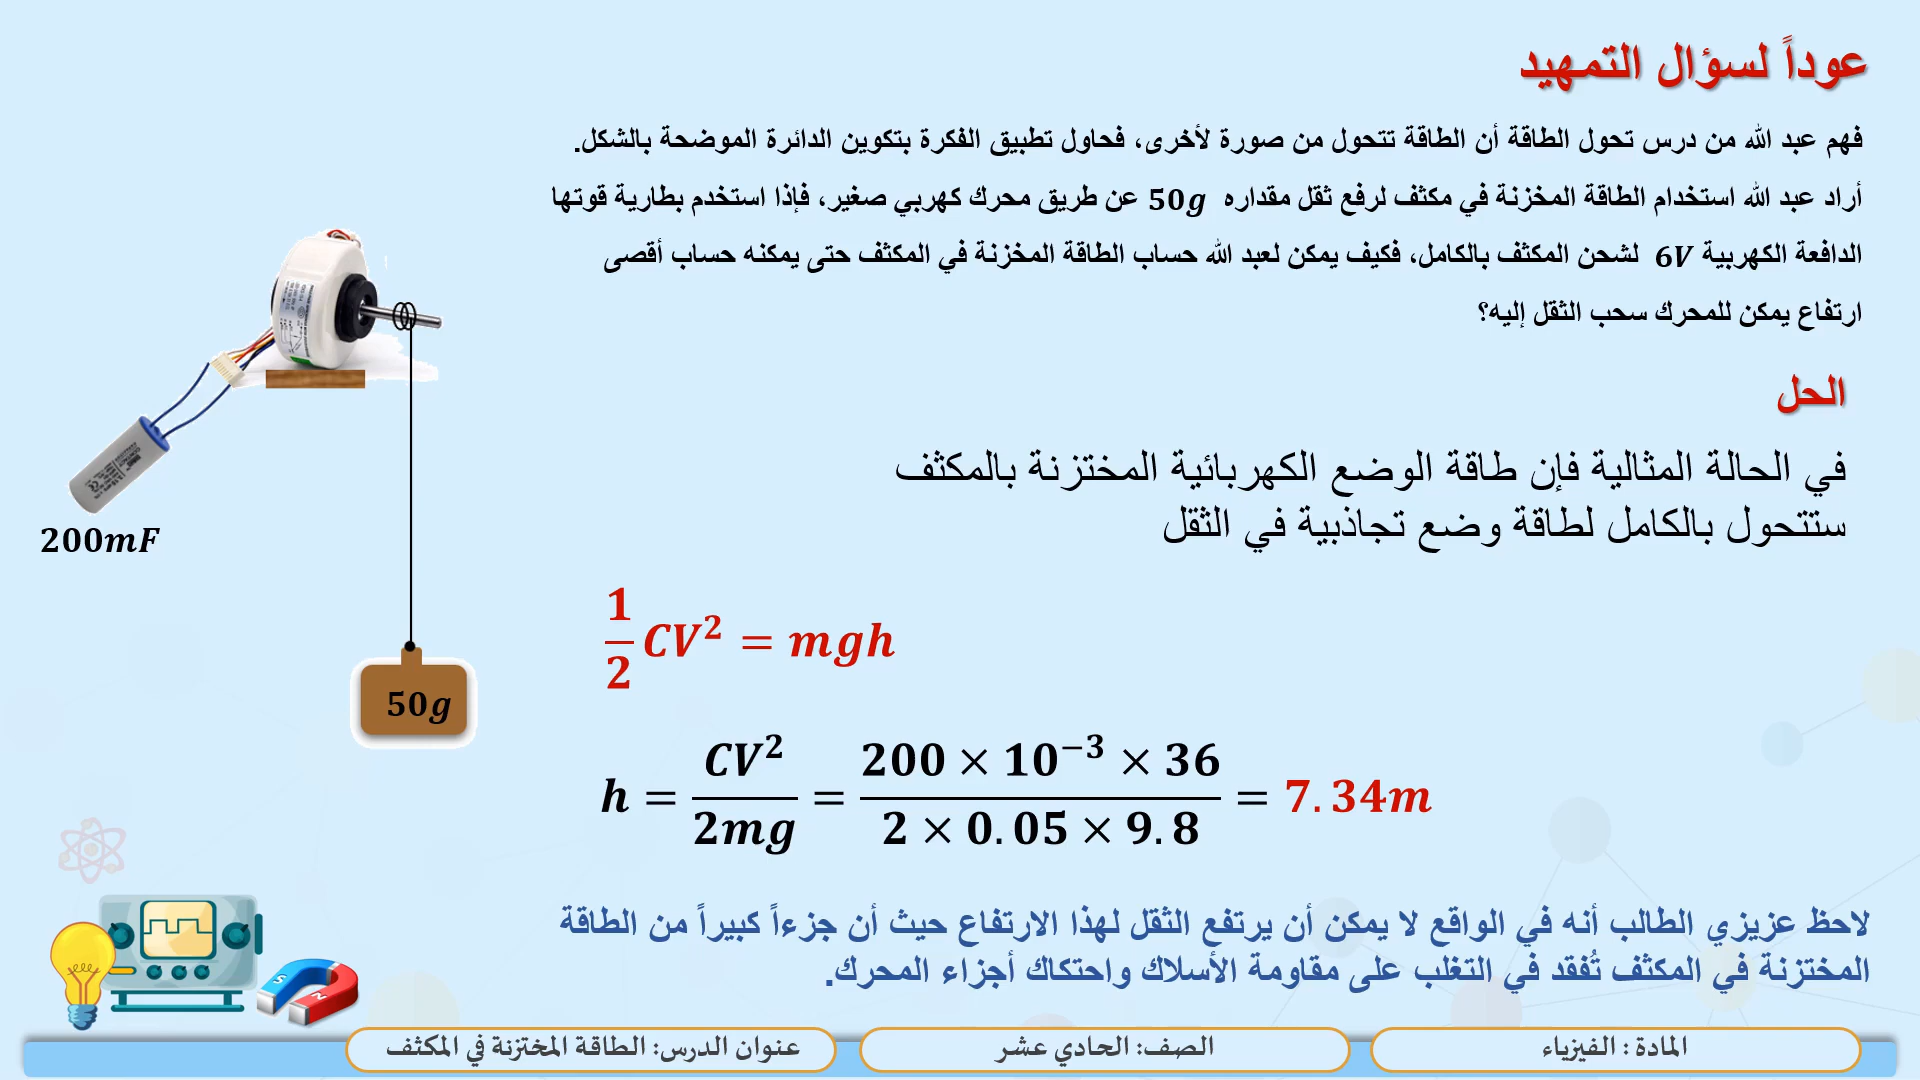 عوداً لسؤال التمهيد
فهم عبد الله من درس تحول الطاقة أن الطاقة تتحول من صورة لأخرى، فحاول تطبيق الفكرة بتكوين الدائرة الموضحة بالشكل.
أراد عبد الله استخدام الطاقة المخزنة في مكثف لرفع ثقل مقداره 50g عن طريق محرك كهربي صغير، فإذا استخدم بطارية قوتها
الدافعة الكهربية 6V لشحن المكثف بالكامل، فكيف يمكن لعبد الله حساب الطاقة المخزنة في المكثف حتى يمكنه حساب أقصى
ارتفاع يمكن للمحرك سحب الثقل إليه؟
الحل
في الحالة المثالية فإن طاقة الوضع الكهربائية المختزنة بالمكثف
ستتحول بالكامل لطاقة وضع تجاذبية في الثقل
200mF
50g
1/2 CV² = mgh
h = CV²/2mg = 200 × 10⁻³ × 36 / 2 × 0.05 × 9.8 = 7.34m
لاحظ عزيزي الطالب أنه في الواقع لا يمكن أن يرتفع الثقل لهذا الارتفاع حيث أن جزءاً كبيراً من الطاقة
المختزنة في المكثف تُفقد في التغلب على مقاومة الأسلاك واحتكاك أجزاء المحرك.
المادة : الفيزياء
الصف: الحادي عشر
عنوان الدرس: الطاقة المختزنة في المكثف
S
N